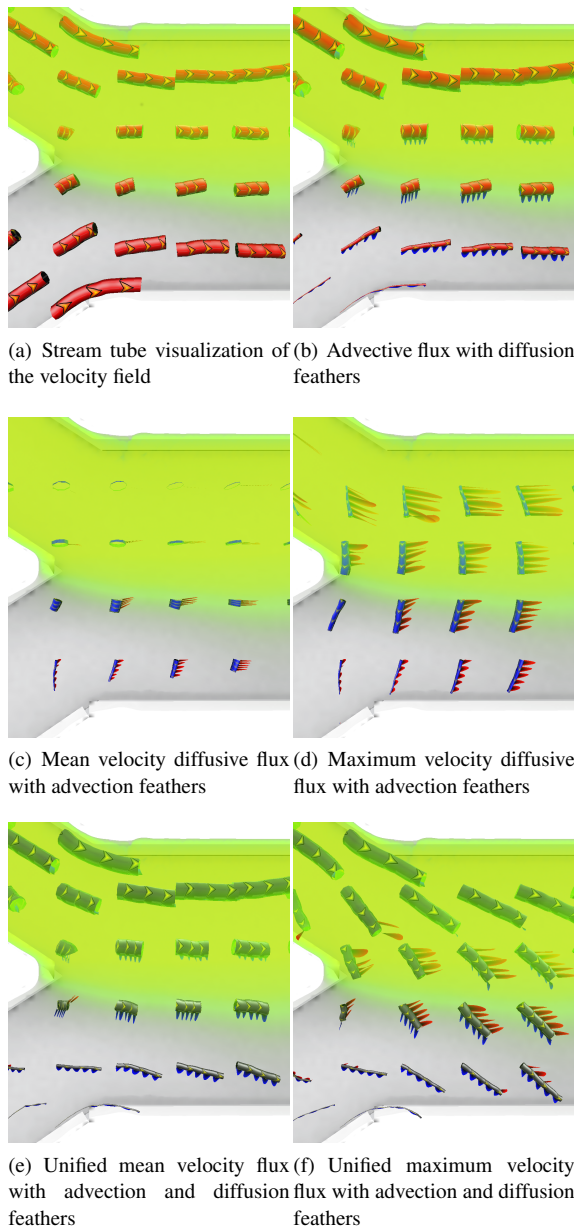 (a) Stream tube visualization of the velocity field
(b) Advective flux with diffusion feathers
(c) Mean velocity diffusive flux with advection feathers
(d) Maximum velocity diffusive flux with advection feathers
(e) Unified mean velocity flux with advection and diffusion feathers
(f) Unified maximum velocity flux with advection and diffusion feathers